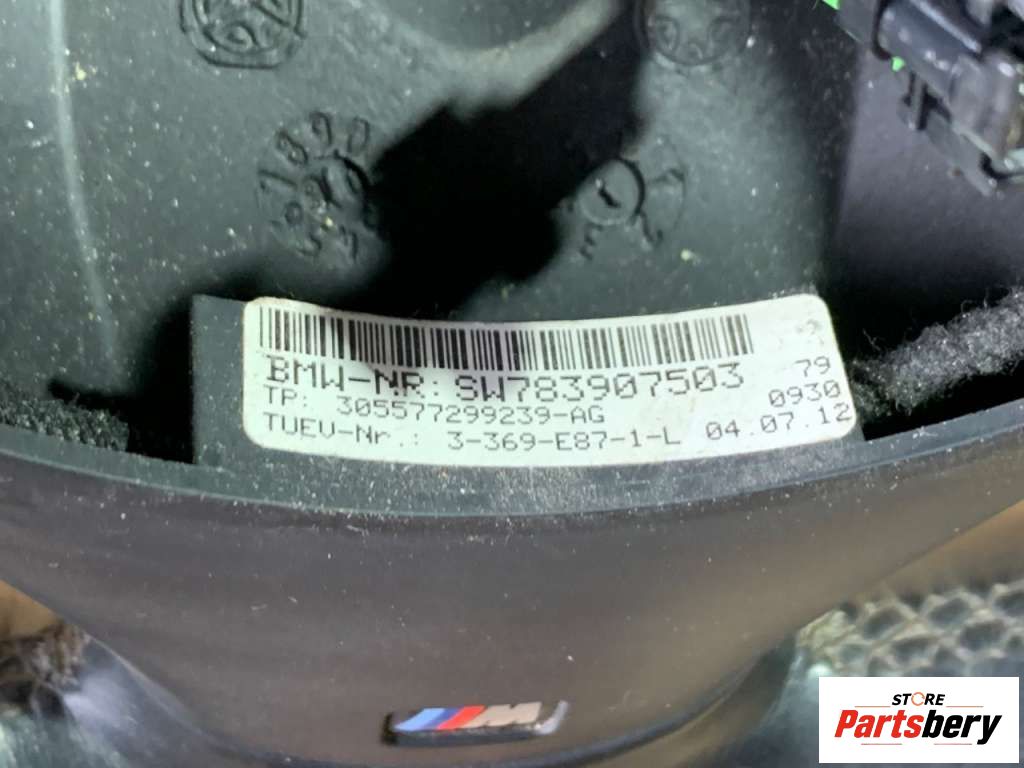 BMW-NR: SW783907503
79
TP: 305577299239-AG
0930
TUEV-Nr.: 3-369-E87-1-L 04.07.12
M
STORE
Partsbery